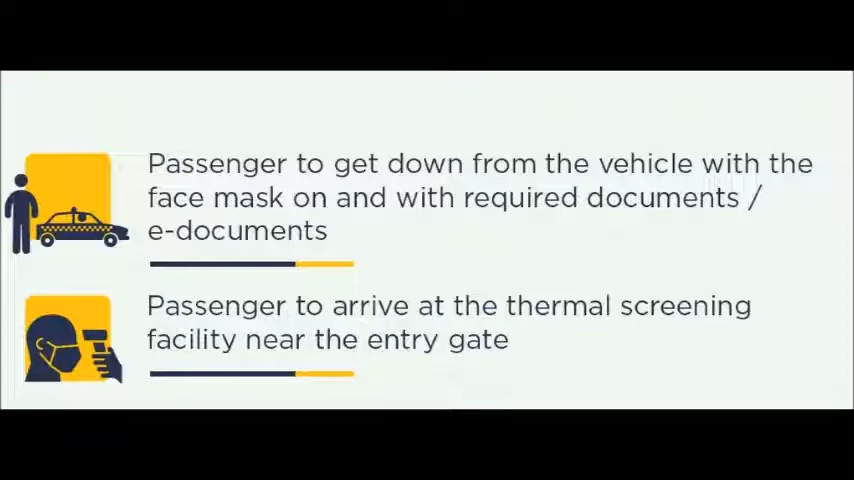 Passenger to get down from the vehicle with the
face mask on and with required documents /
e-documents
Passenger to arrive at the thermal screening
facility near the entry gate